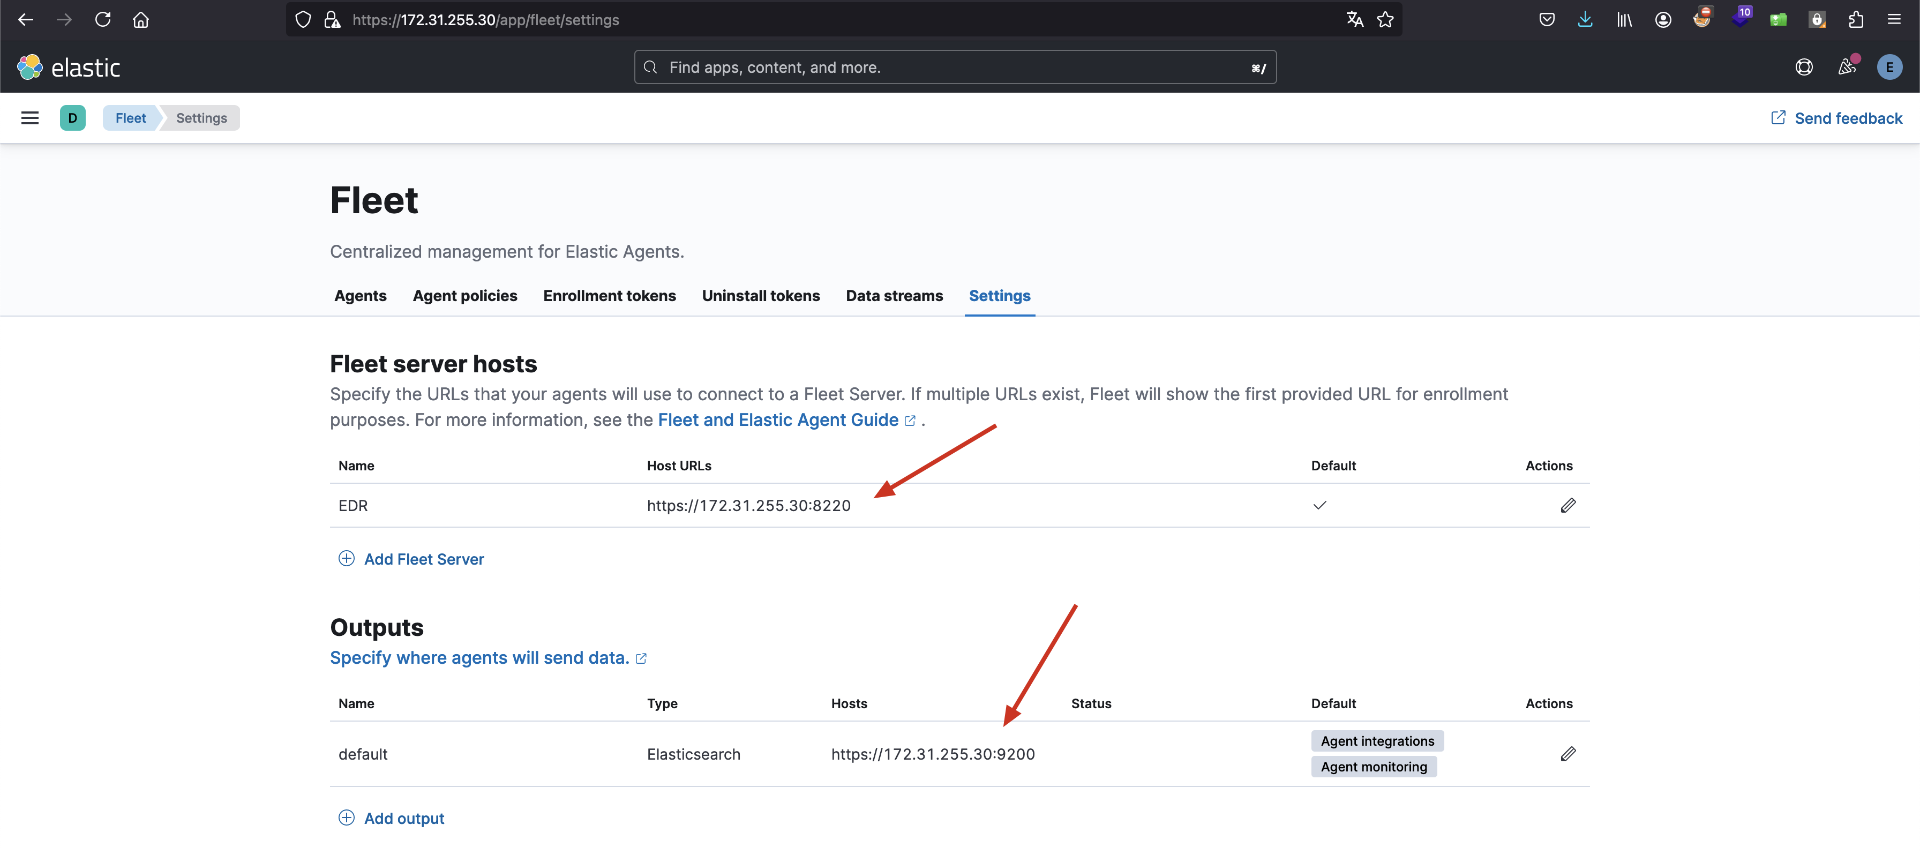 https://172.31.255.30/app/fleet/settings
10
elastic
Find apps, content, and more.
⌘/
E
D
Fleet
Settings
Send feedback
Fleet
Centralized management for Elastic Agents.
Agents Agent policies Enrollment tokens Uninstall tokens Data streams Settings
Fleet server hosts
Specify the URLs that your agents will use to connect to a Fleet Server. If multiple URLs exist, Fleet will show the first provided URL for enrollment
purposes. For more information, see the Fleet and Elastic Agent Guide .
Name Host URLs Default Actions
EDR https://172.31.255.30:8220
Add Fleet Server
Outputs
Specify where agents will send data.
Name Type Hosts Status Default Actions
default Elasticsearch https://172.31.255.30:9200
Agent integrations
Agent monitoring
Add output